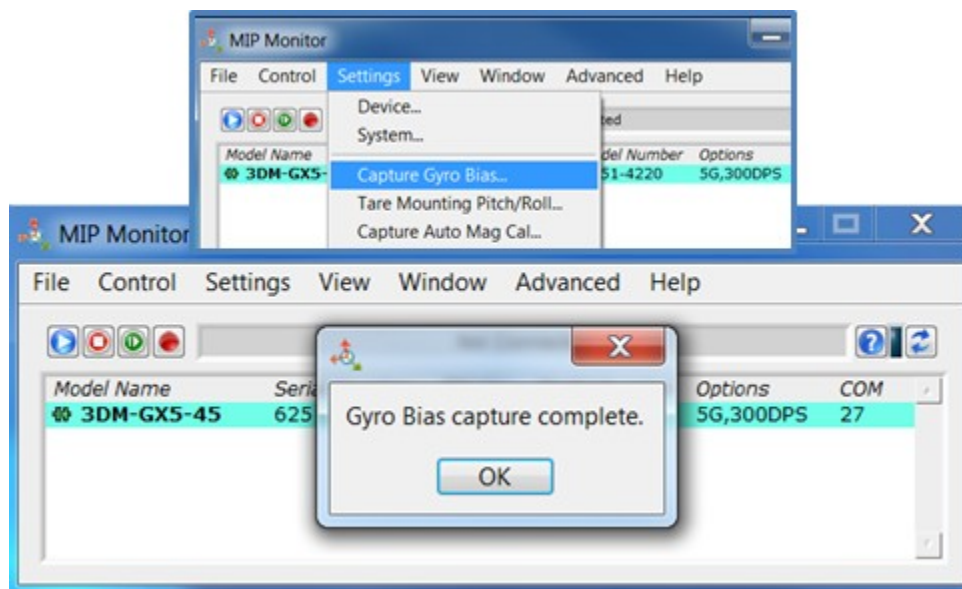 MIP Monitor
File Control Settings View Window Advanced Help
Device...
System...
Model Name del Number Options
3DM-GX5- 51-4220 5G,300DPS
Capture Gyro Bias...
Tare Mounting Pitch/Roll...
Capture Auto Mag Cal...
MIP Monitor
File Control Settings View Window Advanced Help
Model Name Seria Options COM
3DM-GX5-45 625 5G,300DPS 27
Gyro Bias capture complete.
OK